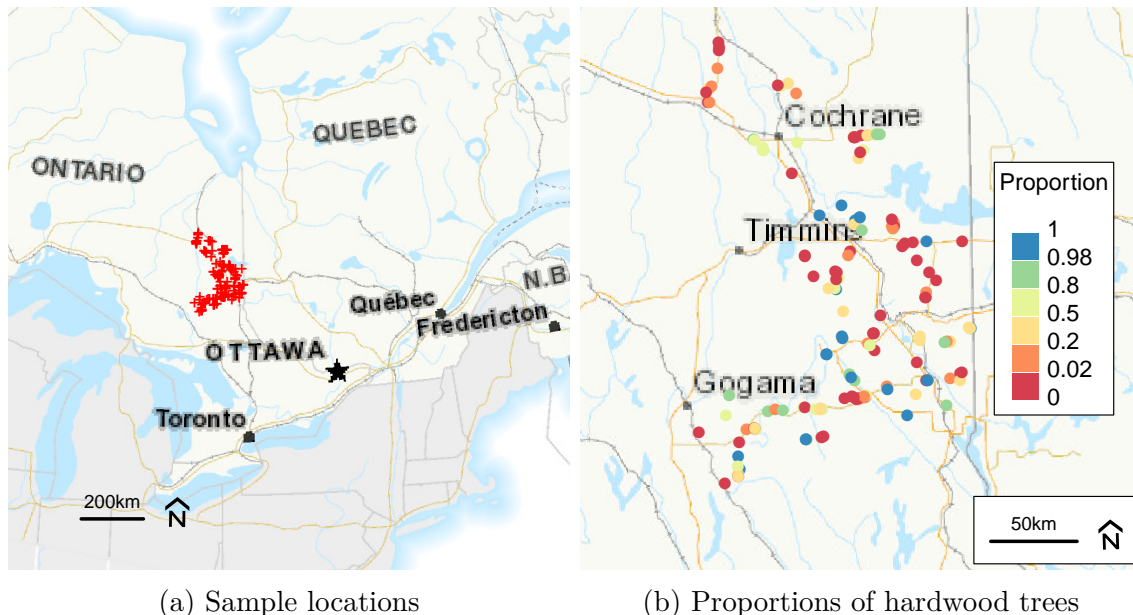 QUEBEC
ONTARIO
N.B.
Québec
Fredericton
OTTAWA
Toronto
200km
N
(a) Sample locations
Cochrane
Timmins
Gogama
Proportion
1
0.98
0.8
0.5
0.2
0.02
0
50km
N
(b) Proportions of hardwood trees